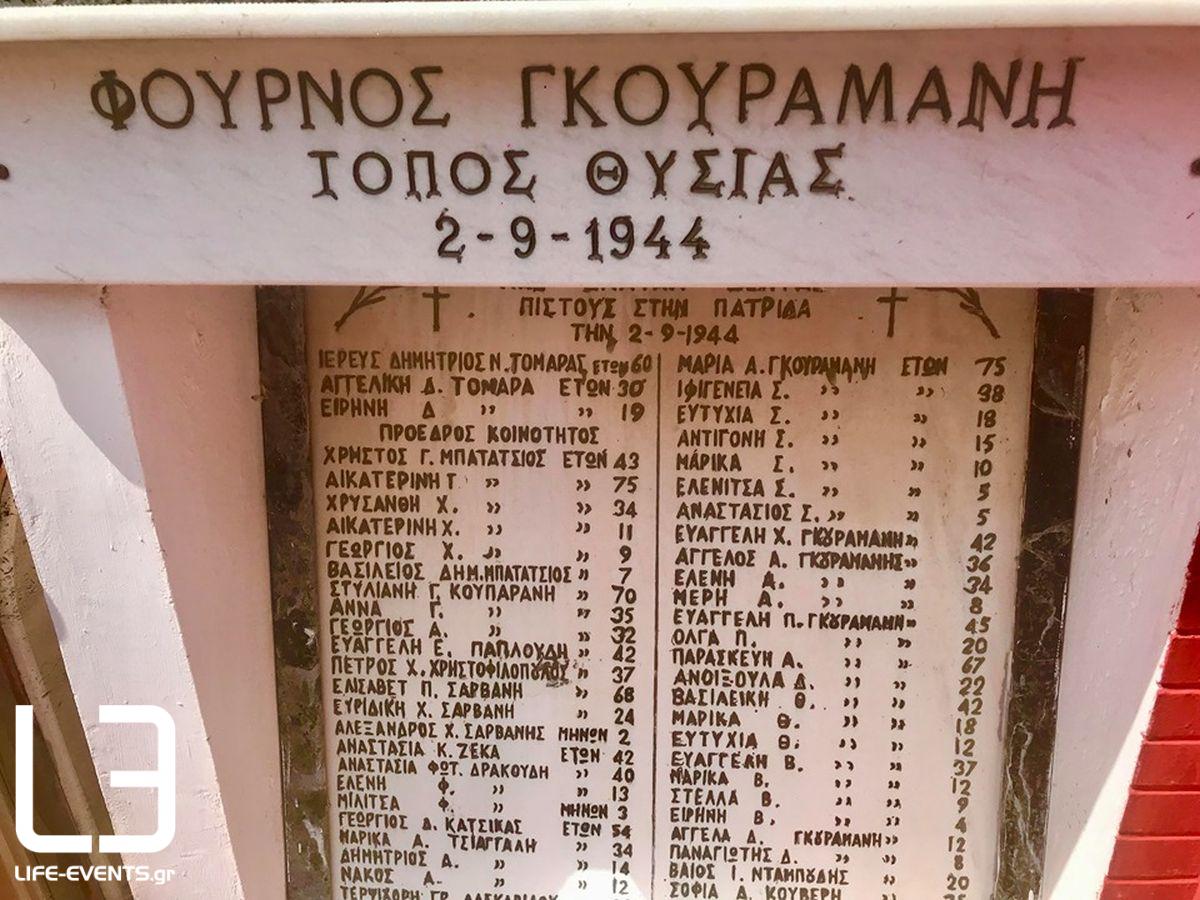 ΦΟΥΡΝΟΣ ΓΚΟΥΡΑΜΑΝΗ
ΤΟΠΟΣ ΘΥΣΙΑΣ
2-9-1944
ΠΙΣΤΟΥΣ ΣΤΗΝ ΠΑΤΡΙΔΑ
ΤΗΝ 2-9-1944
ΙΕΡΕΥΣ ΔΗΜΗΤΡΙΟΣ Ν. ΤΟΜΑΡΑΣ ΕΤΩΝ 60
ΑΓΓΕΛΙΚΗ Δ. ΤΟΜΑΡΑ ΕΤΩΝ 30
ΕΙΡΗΝΗ Δ ,, ,, 19
ΠΡΟΕΔΡΟΣ ΚΟΙΝΟΤΗΤΟΣ
ΧΡΗΣΤΟΣ Γ. ΜΠΑΤΑΤΣΙΟΣ ΕΤΩΝ 43
ΑΙΚΑΤΕΡΙΝΗ Γ ,, ,, 75
ΧΡΥΣΑΝΘΗ Χ. ,, ,, 34
ΑΙΚΑΤΕΡΙΝΗ Χ. ,, ,, 11
ΓΕΩΡΓΙΟΣ Χ. ,, ,, 9
ΒΑΣΙΛΕΙΟΣ ΔΗΜ. ΜΠΑΤΑΤΣΙΟΣ ,, 7
ΣΤΥΛΙΑΝΗ Γ. ΚΟΥΠΑΡΑΝΗ ,, 70
ΑΝΝΑ Γ. ,, ,, 35
ΓΕΩΡΓΙΟΣ Α. ,, ,, 32
ΕΥΑΓΓΕΛΗ Ε. ΠΑΠΛΟΥΔΗ ,, 42
ΠΕΤΡΟΣ Χ. ΧΡΗΣΤΟΦΙΛΟΠΟΥΛΟΣ ,, 37
ΕΛΙΣΑΒΕΤ Π. ΣΑΡΒΑΝΗ ,, 68
ΕΥΡΙΔΙΚΗ Χ. ΣΑΡΒΑΝΗ ,, 24
ΑΛΕΞΑΝΔΡΟΣ Χ. ΣΑΡΒΑΝΗΣ ΜΗΝΩΝ 2
ΑΝΑΣΤΑΣΙΑ Κ. ΖΕΚΑ ΕΤΩΝ 42
ΑΝΑΣΤΑΣΙΑ ΦΩΤ. ΔΡΑΚΟΥΔΗ ,, 40
ΕΛΕΝΗ Φ. ,, ,, 13
ΜΙΛΙΤΣΑ Φ. ,, ΜΗΝΩΝ 3
ΓΕΩΡΓΙΟΣ Δ. ΚΑΤΣΙΚΑΣ ΕΤΩΝ 54
ΜΑΡΙΚΑ Α. ΤΣΙΑΓΓΑΛΗ ,, 34
ΔΗΜΗΤΡΙΟΣ Α. ,, ,, 14
ΝΑΚΟΣ Α. ,, ,, 12
ΤΕΡΨΙΧΟΡΗ ΓΡ.
ΜΑΡΙΑ Α. ΓΚΟΥΡΑΜΑΝΗ ΕΤΩΝ 75
ΙΦΙΓΕΝΕΙΑ Σ. ,, ,, 38
ΕΥΤΥΧΙΑ Σ. ,, ,, 18
ΑΝΤΙΓΟΝΗ Σ. ,, ,, 15
ΜΑΡΙΚΑ Σ. ,, ,, 10
ΕΛΕΝΙΤΣΑ Σ. ,, ,, 5
ΑΝΑΣΤΑΣΙΟΣ Σ. ,, ,, 5
ΕΥΑΓΓΕΛΗ Χ. ΓΚΟΥΡΑΜΑΝΗ ,, 42
ΑΓΓΕΛΟΣ Α. ΓΚΟΥΡΑΜΑΝΗΣ ,, 36
ΕΛΕΝΗ Α. ,, ,, 34
ΜΕΡΗ Α. ,, ,, 8
ΕΥΑΓΓΕΛΗ Π. ΓΚΟΥΡΑΜΑΝΗ ,, 45
ΟΛΓΑ Π. ,, ,, 20
ΠΑΡΑΣΚΕΥΗ Α. ,, ,, 67
ΑΝΟΙΞΟΥΛΑ Δ. ,, ,, 22
ΒΑΣΙΛΕΙΚΗ Θ. ,, ,, 42
ΜΑΡΙΚΑ Θ. ,, ,, 18
ΕΥΤΥΧΙΑ Θ. ,, ,, 12
ΕΥΑΓΓΕΛΗ Β. ,, ,, 37
ΜΑΡΙΚΑ Β. ,, ,, 12
ΣΤΕΛΛΑ Β. ,, ,, 9
ΕΙΡΗΝΗ Β. ,, ,, 4
ΑΓΓΕΛΑ Δ. ΓΚΟΥΡΑΜΑΝΗ ,, 12
ΠΑΝΑΓΙΩΤΗΣ Δ. ,, ,, 8
ΒΑΙΟΣ Ι. ΝΤΑΜΠΟΥΔΗΣ ,, 20
ΣΟΦΙΑ Δ. ΚΟΥΒΕΡΗ
LIFE-EVENTS.gr